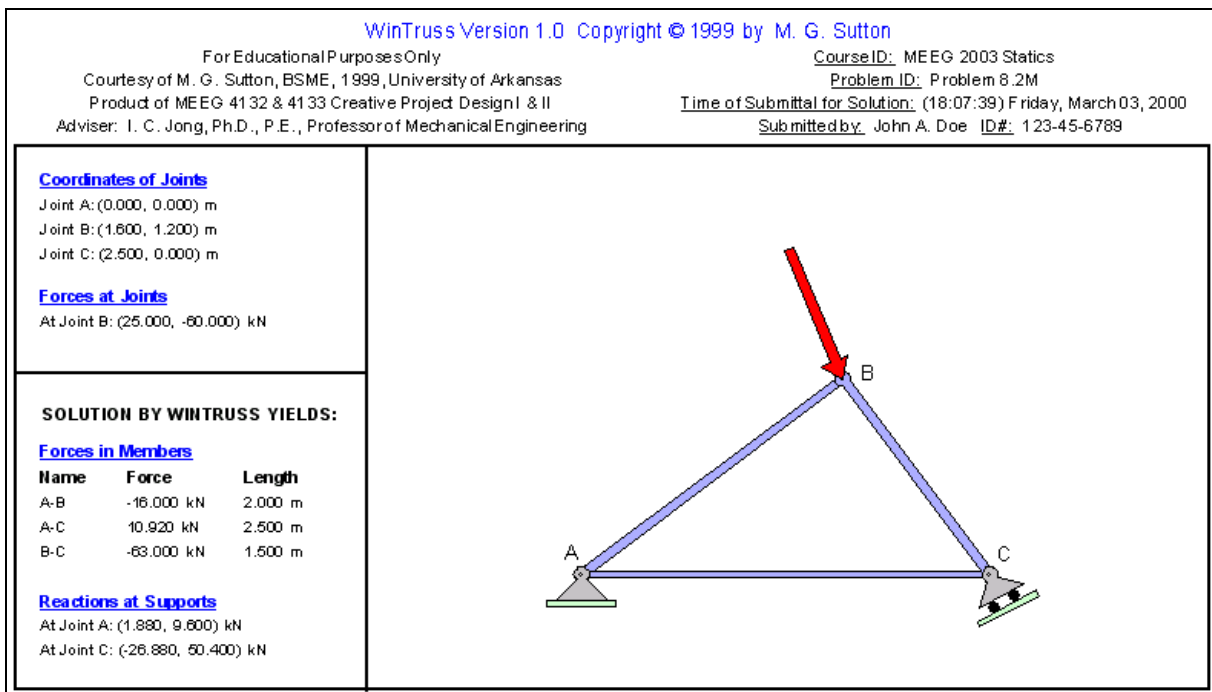 WinTruss Version 1.0 Copyright © 1999 by M. G. Sutton
For Educational Purposes Only
Courtesy of M. G. Sutton, BSME, 1999, University of Arkansas
Product of MEEG 4132 & 4133 Creative Project Design I & II
Adviser: I. C. Jong, Ph.D., P.E., Professor of Mechanical Engineering
Course ID: MEEG 2003 Statics
Problem ID: Problem 8.2M
Time of Submittal for Solution: (18:07:39) Friday, March 03, 2000
Submitted by: John A. Doe ID#: 123-45-6789
Coordinates of Joints
Joint A: (0.000, 0.000) m
Joint B: (1.600, 1.200) m
Joint C: (2.500, 0.000) m
Forces at Joints
At Joint B: (25.000, -60.000) kN
SOLUTION BY WINTRUSS YIELDS:
Forces in Members
Name Force Length
A-B -16.000 kN 2.000 m
A-C 10.920 kN 2.500 m
B-C -63.000 kN 1.500 m
Reactions at Supports
At Joint A: (1.880, 9.600) kN
At Joint C: (-26.880, 50.400) kN
B
A
C